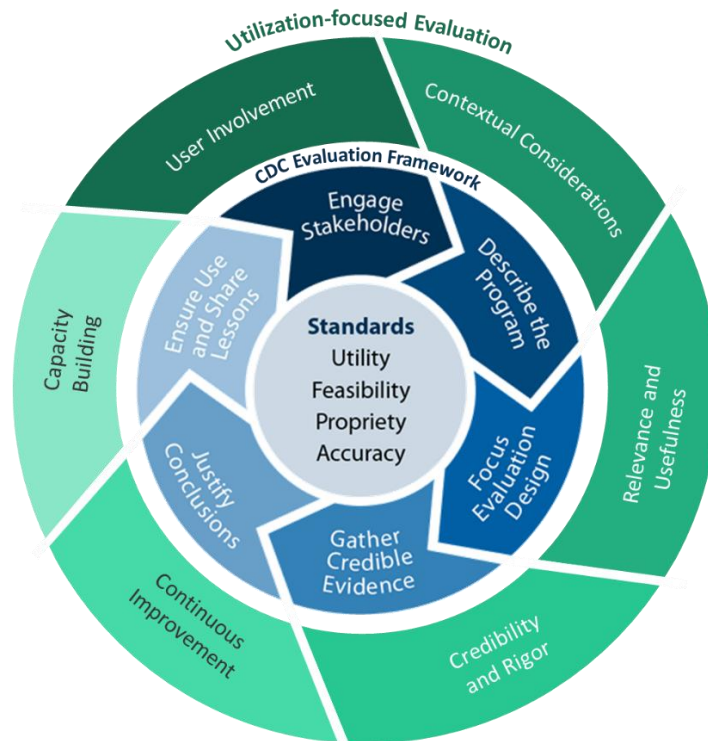 Utilization-focused Evaluation
User Involvement
Contextual Considerations
Relevance and
Usefulness
Credibility
and Rigor
Continuous
Improvement
Capacity
Building
CDC Evaluation Framework
Engage
Stakeholders
Describe the
Program
Focus
Evaluation
Design
Gather
Credible
Evidence
Justify
Conclusions
Ensure Use
and Share
Lessons
Standards
Utility
Feasibility
Propriety
Accuracy